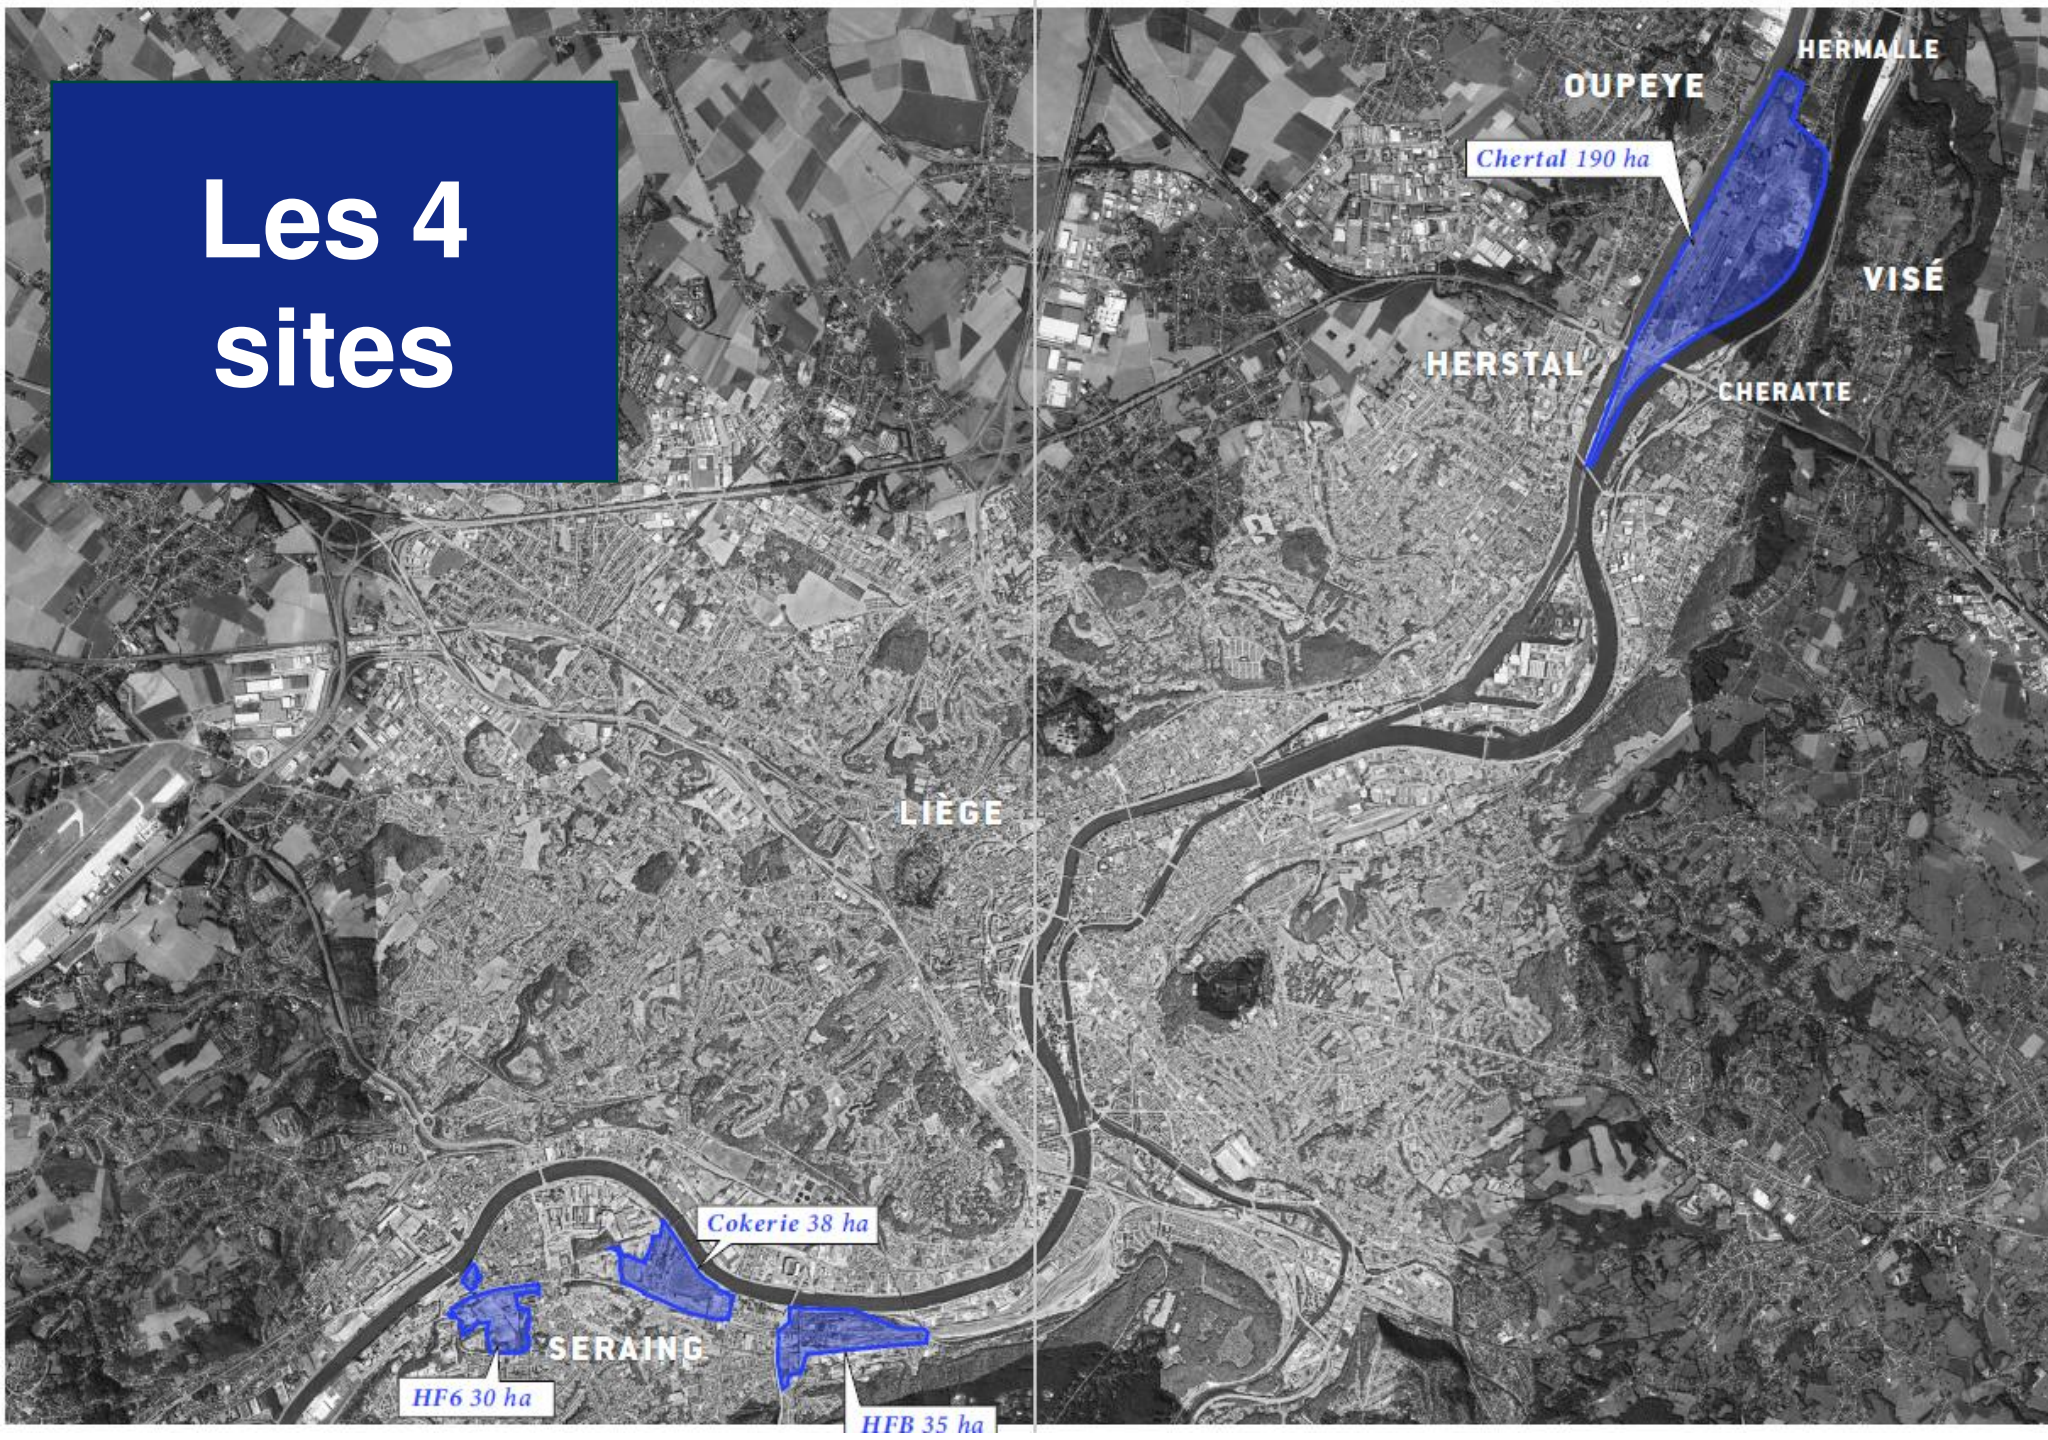 Les 4
sites
HERMALLE
OUPEYE
Chertal 190 ha
VISÉ
HERSTAL
CHERATTE
LIÈGE
Cokerie 38 ha
SERAING
HF6 30 ha
HFB 35 ha